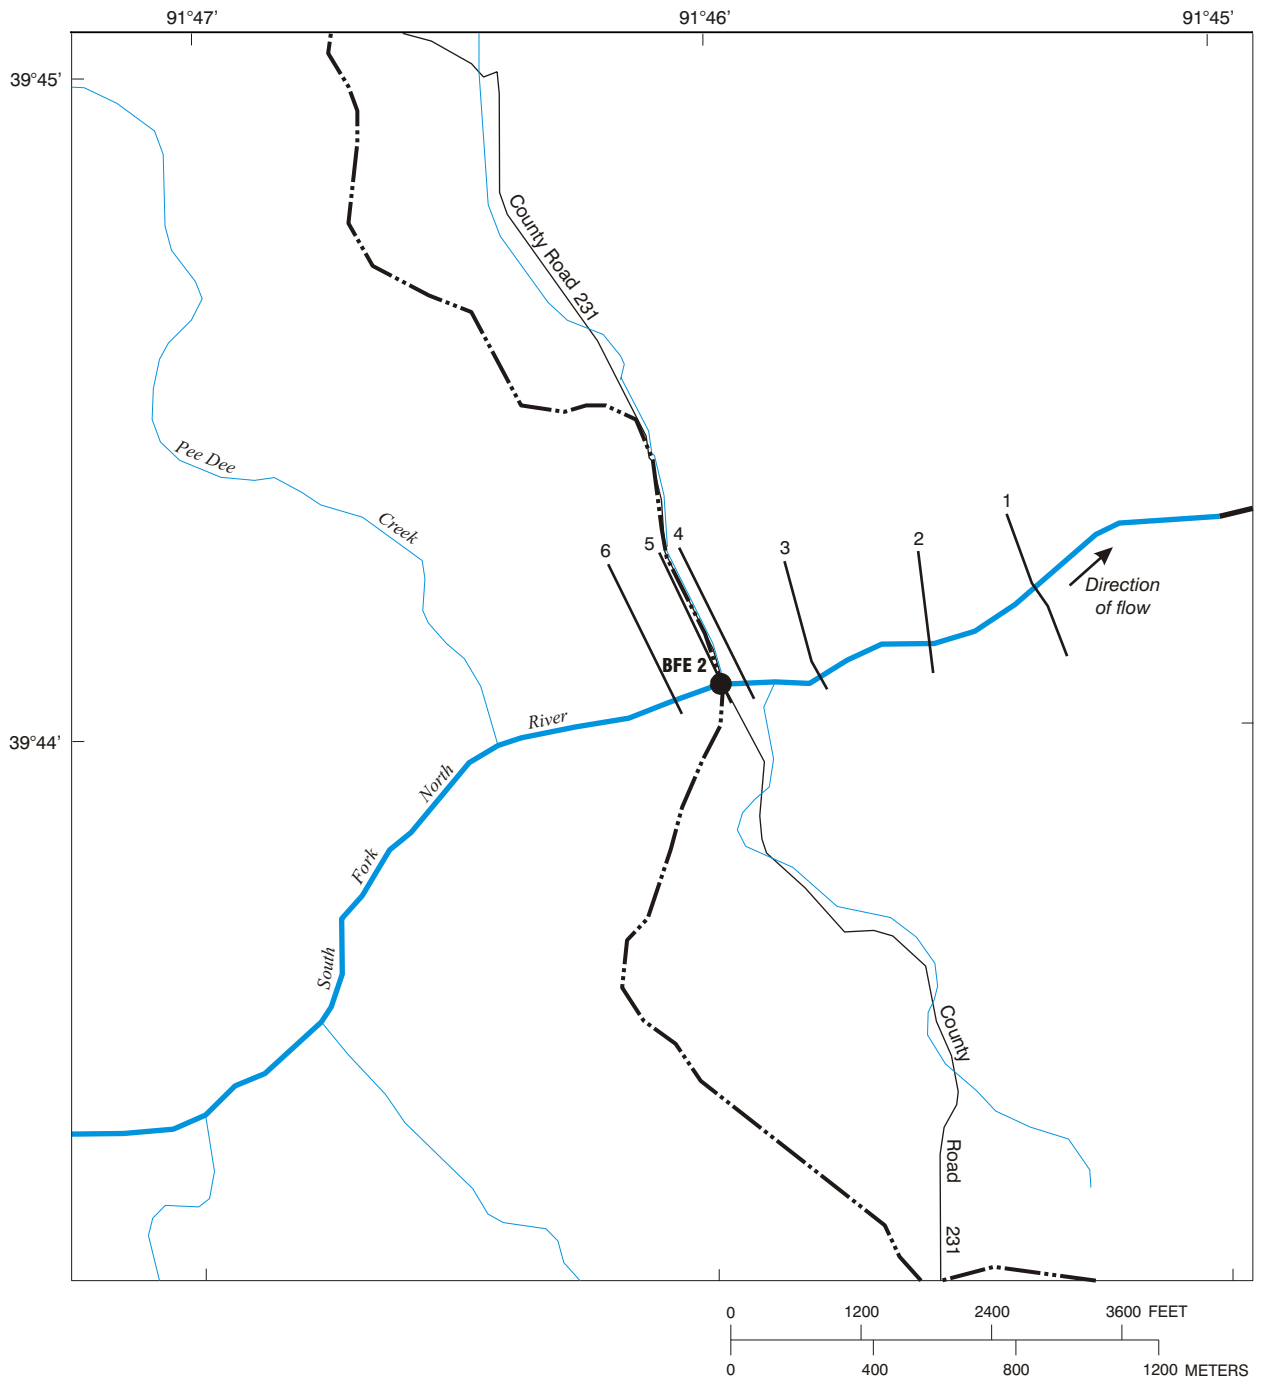 91°47’
91°46’
91°45’
39°45’
County Road 231
Pee Dee
Creek
1
2
3
4
5
6
Direction
of flow
BFE 2
River
39°44’
North
Fork
South
County
Road
231
0
1200
2400
3600 FEET
0
400
800
1200 METERS